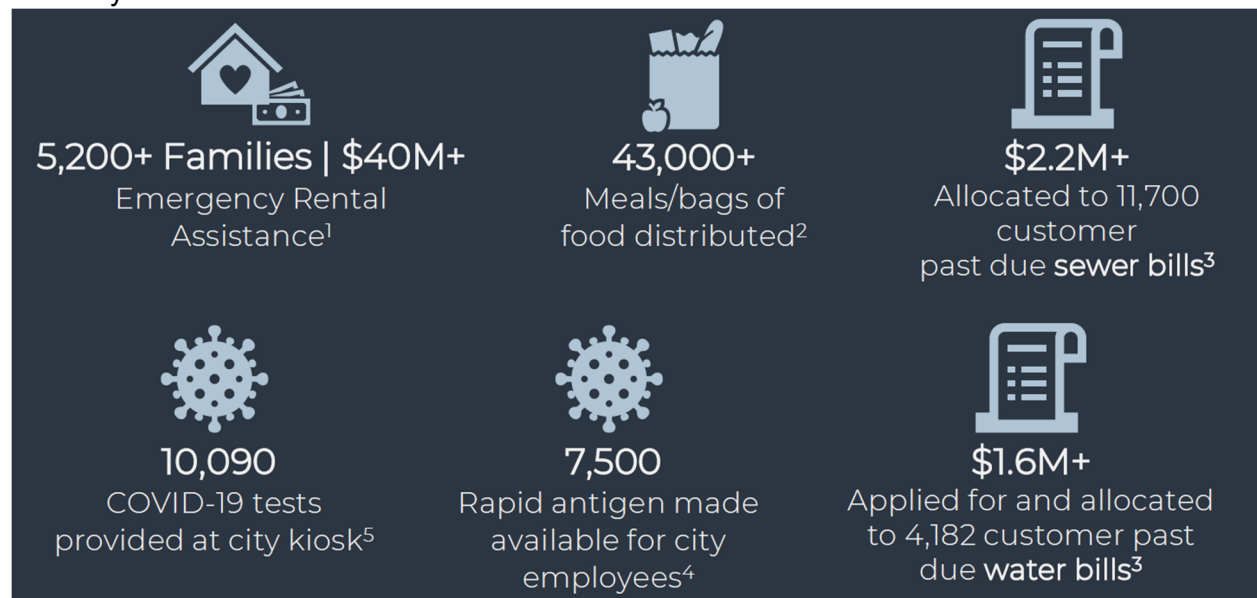 5,200+ Families | $40M+
Emergency Rental
Assistance¹
43,000+
Meals/bags of
food distributed²
$2.2M+
Allocated to 11,700
customer
past due sewer bills³
10,090
COVID-19 tests
provided at city kiosk⁵
7,500
Rapid antigen made
available for city
employees⁴
$1.6M+
Applied for and allocated
to 4,182 customer past
due water bills³